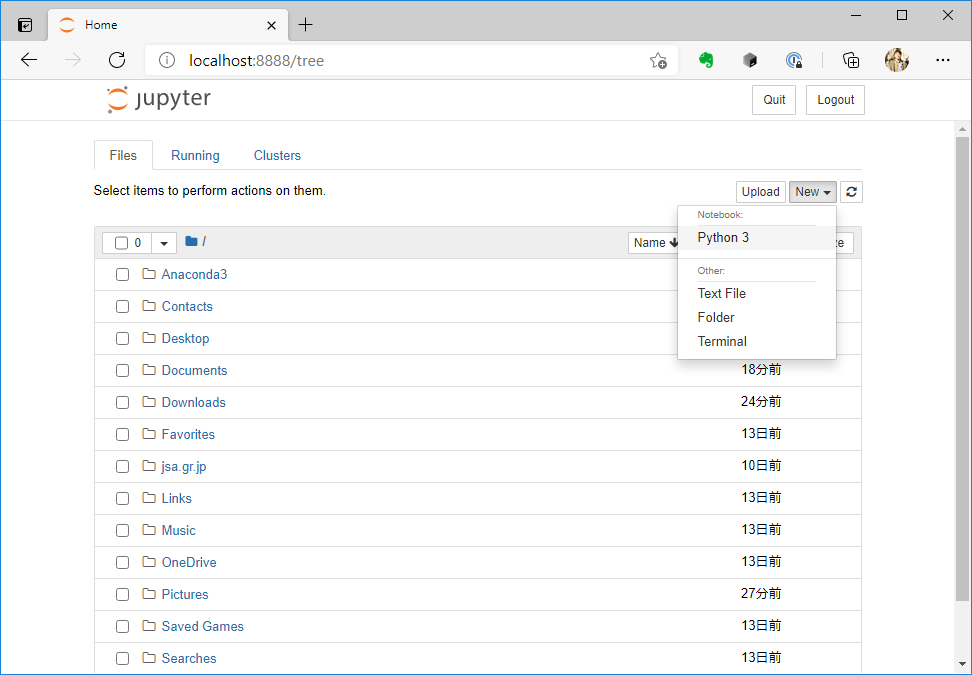 Home
localhost:8888/tree
jupyter
Quit
Logout
Files
Running
Clusters
Select items to perform actions on them.
Upload
New
Notebook:
Python 3
Other:
Text File
Folder
Terminal
0
/
Name
Anaconda3
Contacts
Desktop
Documents 18分前
Downloads 24分前
Favorites 13日前
jsa.gr.jp 10日前
Links 13日前
Music 13日前
OneDrive 13日前
Pictures 27分前
Saved Games 13日前
Searches 13日前